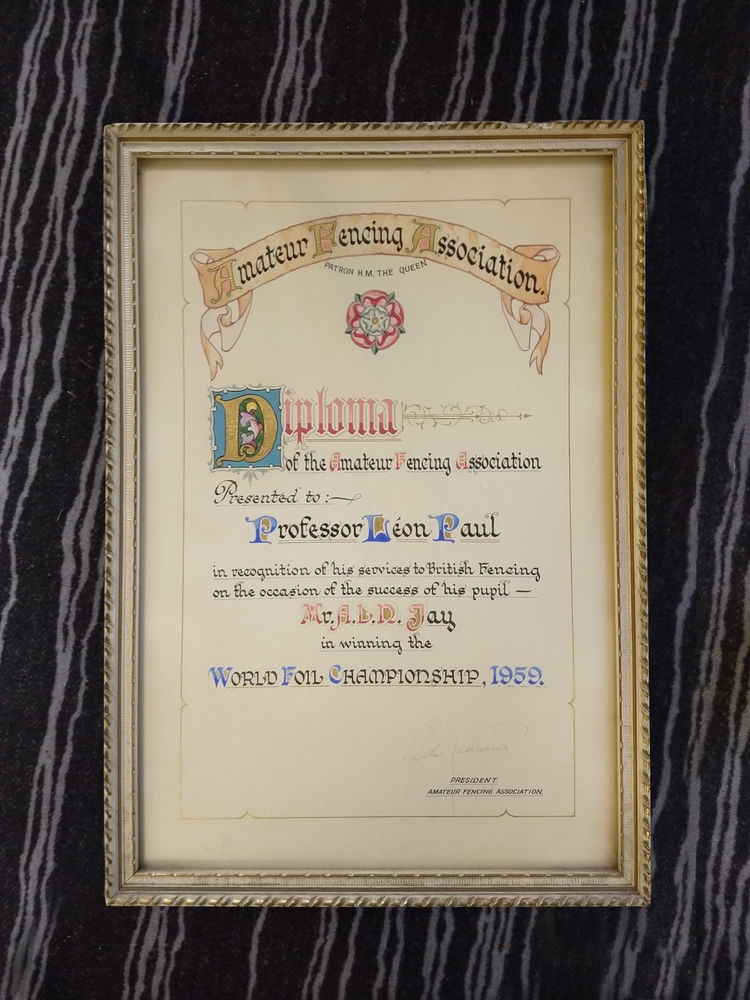 Amateur Fencing Association.
PATRON H.M. THE QUEEN
Diploma
of the Amateur Fencing Association
Presented to:-
Professor Léon Paul
in recognition of his services to British Fencing
on the occasion of the success of his pupil —
Mr. A.L.N. Jay
in winning the
WORLD FOIL CHAMPIONSHIP, 1959.
PRESIDENT
AMATEUR FENCING ASSOCIATION.